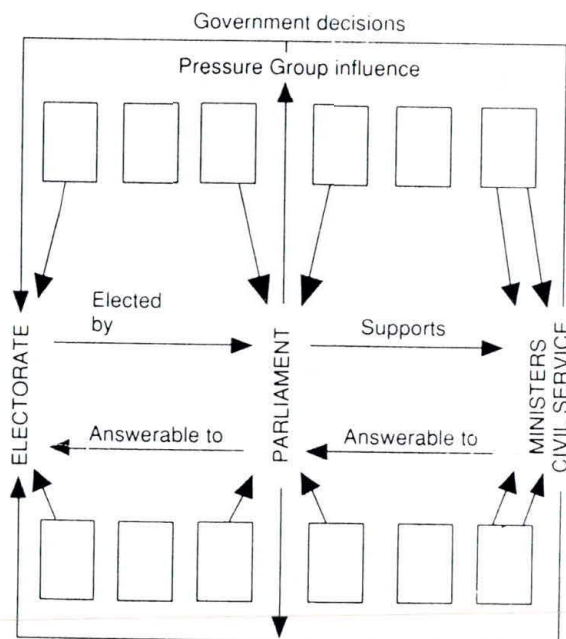 Government decisions
Pressure Group influence
ELECTORATE
Elected
by
PARLIAMENT
Supports
MINISTERS
CIVIL SERVICE
Answerable to
Answerable to